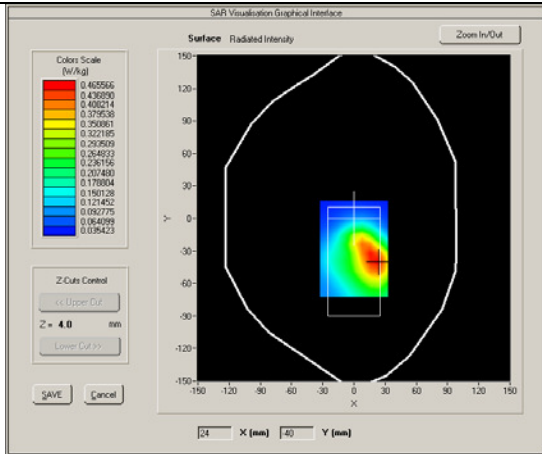 SAR Visualisation Graphical Interface
Surface Radiated Intensity
Zoom In/Out
Colors Scale
(W/kg)
0.465566
0.436890
0.408214
0.379538
0.350861
0.322185
0.293509
0.264833
0.236156
0.207480
0.178804
0.150128
0.121452
0.092775
0.064099
0.035423
150-
120-
90-
60-
30-
Y
0-
-30-
-60-
-90-
-120-
-150-
-150 -120 -90 -60 -30 0 30 60 90 120 150
X
Z-Cuts Control
<< Upper Cut
Z = 4.0 mm
Lower Cut >>
SAVE Cancel
24 X (mm) -40 Y (mm)